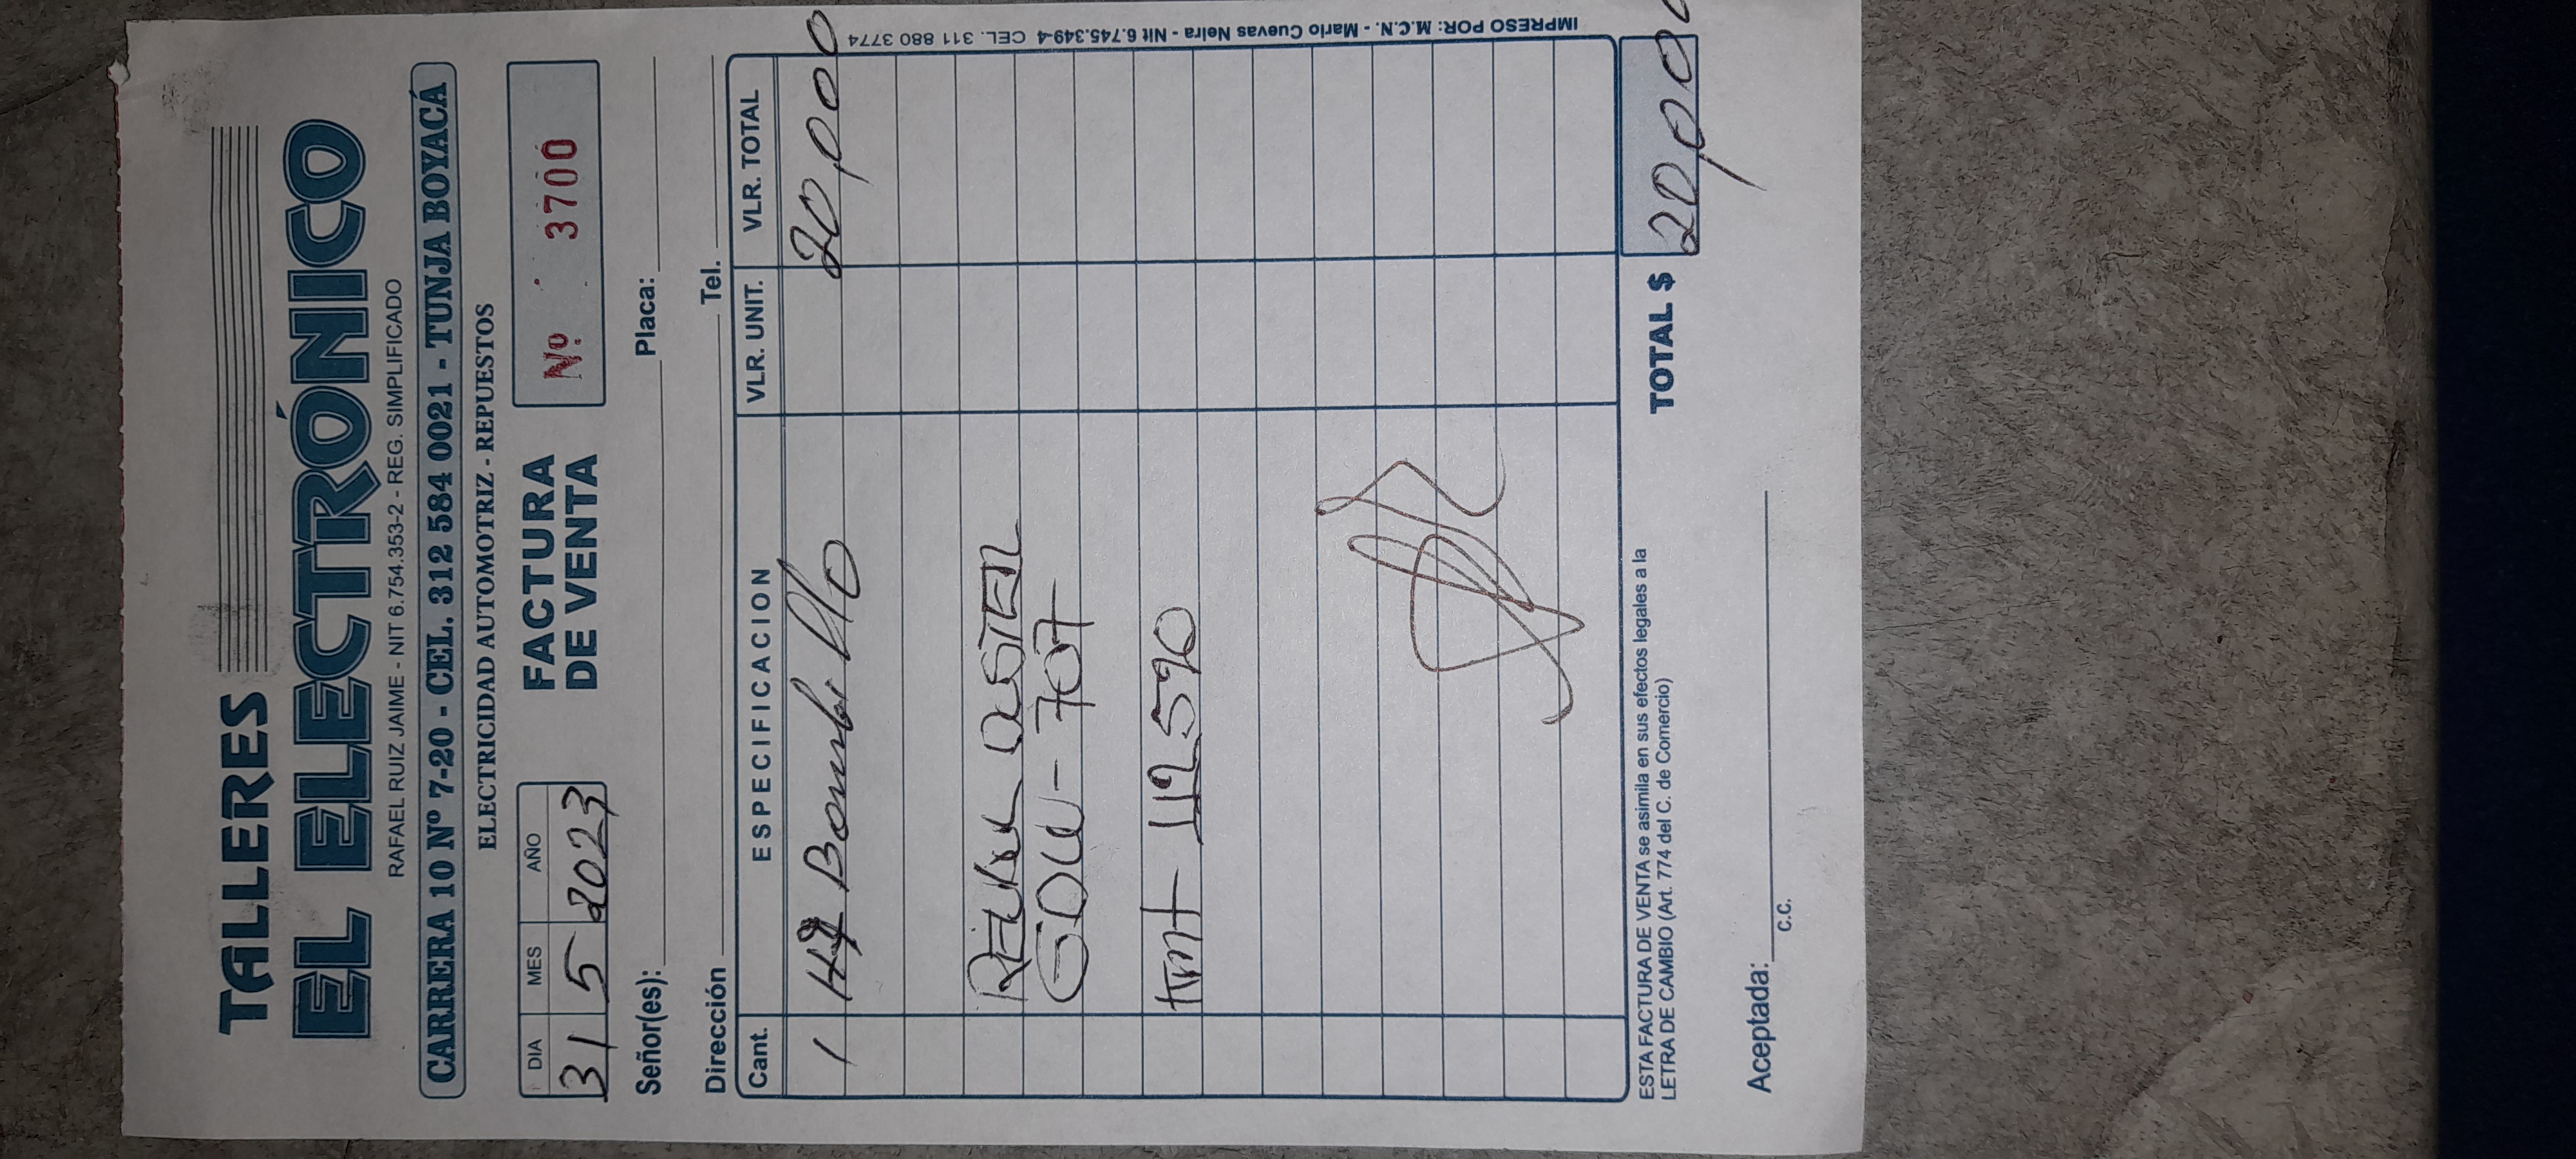 TALLERES
EL ELECTRÓNICO
RAFAEL RUIZ JAIME - NIT 6.754.353-2 - REG. SIMPLIFICADO
CARRERA 10 Nº 7-20 - CEL. 312 584 0021 - TUNJA BOYACÁ
ELECTRICIDAD AUTOMOTRIZ - REPUESTOS
DIA MES AÑO
31 5 2023
FACTURA
DE VENTA
Nº 3700
Señor(es): Placa:
Dirección Tel.
Cant. ESPECIFICACION VLR. UNIT. VLR. TOTAL
1 H7 Bombillo 20,000
707
112590
TOTAL $ 20,000
ESTA FACTURA DE VENTA se asimila en sus efectos legales a la
LETRA DE CAMBIO (Art. 774 del C. de Comercio)
Aceptada:
C.C.
IMPRESO POR: M.C.N. - Mario Cuevas Neira - Nit 6.745.349-4 CEL. 311 880 3774